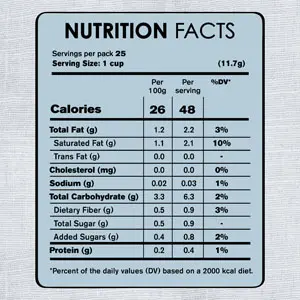 NUTRITION FACTS
Servings per pack 25
Serving Size: 1 cup (11.7g)
Per 100g Per serving %DV*
Calories 26 48
Total Fat (g) 1.2 2.2 3%
Saturated Fat (g) 1.1 2.1 10%
Trans Fat (g) 0.0 0.0 -
Cholesterol (mg) 0.0 0.0 0%
Sodium (g) 0.02 0.03 1%
Total Carbohydrate (g) 3.3 6.3 2%
Dietary Fiber (g) 0.5 0.9 3%
Total Sugar (g) 0.5 0.9 -
Added Sugars (g) 0.4 0.8 2%
Protein (g) 0.2 0.4 1%
*Percent of the daily values (DV) based on a 2000 kcal diet.